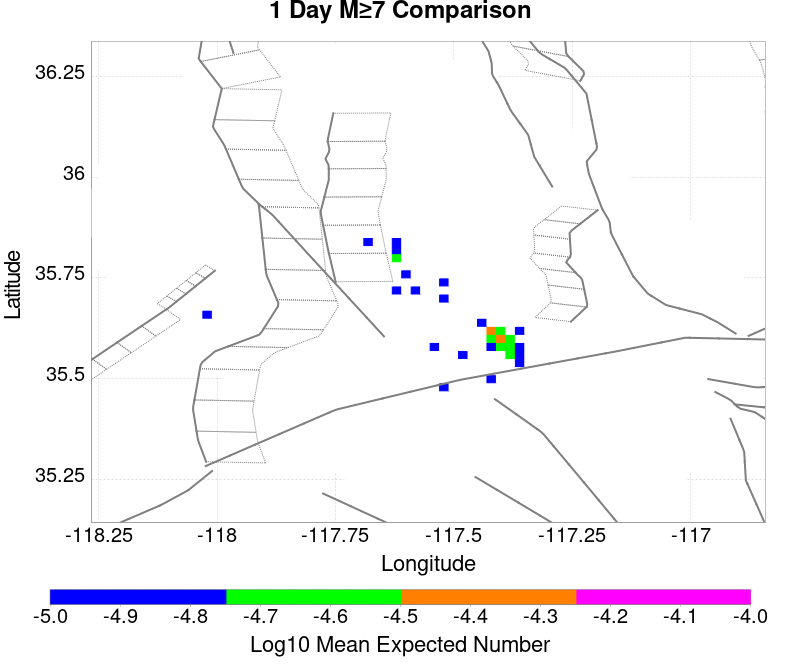 1 Day M≥7 Comparison
36.25
36
35.75
35.5
35.25
Latitude
-118.25 -118 -117.75 -117.5 -117.25 -117
Longitude
-5.0 -4.9 -4.8 -4.7 -4.6 -4.5 -4.4 -4.3 -4.2 -4.1 -4.0
Log10 Mean Expected Number